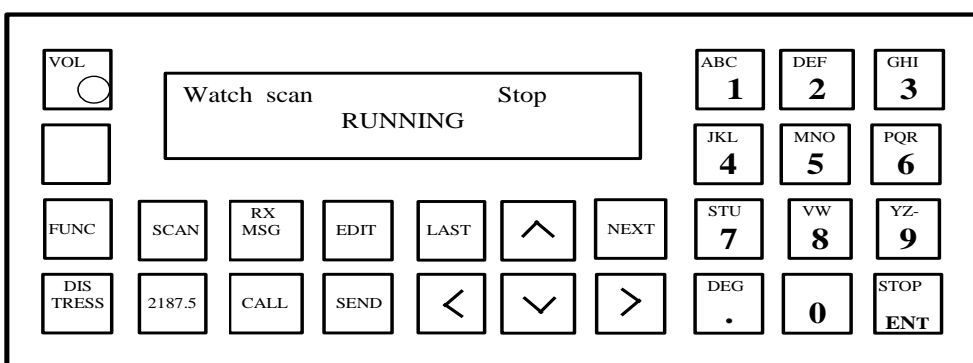 VOL
Watch scan Stop
RUNNING
ABC DEF GHI
1 2 3
JKL MNO PQR
4 5 6
FUNC SCAN RX MSG EDIT LAST NEXT
STU VW YZ-
7 8 9
DIS TRESS 2187.5 CALL SEND < >
DEG STOP
. 0 ENT